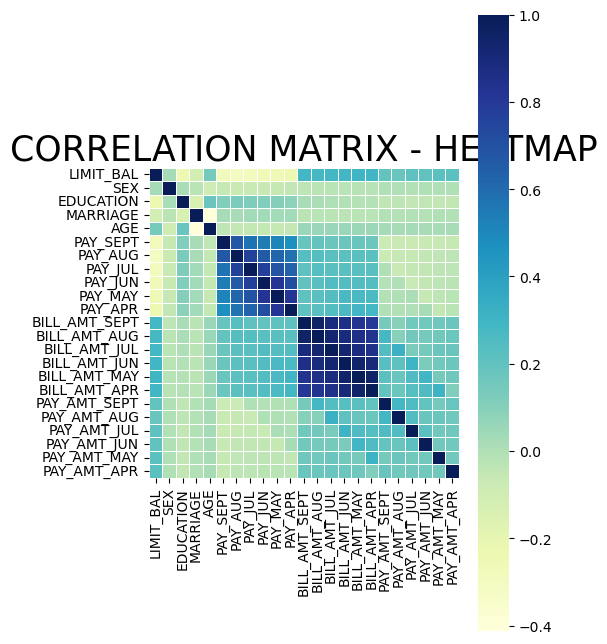 CORRELATION MATRIX - HEATMAP
LIMIT_BAL
SEX
EDUCATION
MARRIAGE
AGE
PAY_SEPT
PAY_AUG
PAY_JUL
PAY_JUN
PAY_MAY
PAY_APR
BILL_AMT_SEPT
BILL_AMT_AUG
BILL_AMT_JUL
BILL_AMT_JUN
BILL_AMT_MAY
BILL_AMT_APR
PAY_AMT_SEPT
PAY_AMT_AUG
PAY_AMT_JUL
PAY_AMT_JUN
PAY_AMT_MAY
PAY_AMT_APR
LIMIT_BAL
SEX
EDUCATION
MARRIAGE
AGE
PAY_SEPT
PAY_AUG
PAY_JUL
PAY_JUN
PAY_MAY
PAY_APR
BILL_AMT_SEPT
BILL_AMT_AUG
BILL_AMT_JUL
BILL_AMT_JUN
BILL_AMT_MAY
BILL_AMT_APR
PAY_AMT_SEPT
PAY_AMT_AUG
PAY_AMT_JUL
PAY_AMT_JUN
PAY_AMT_MAY
PAY_AMT_APR
1.0
0.8
0.6
0.4
0.2
0.0
−0.2
−0.4